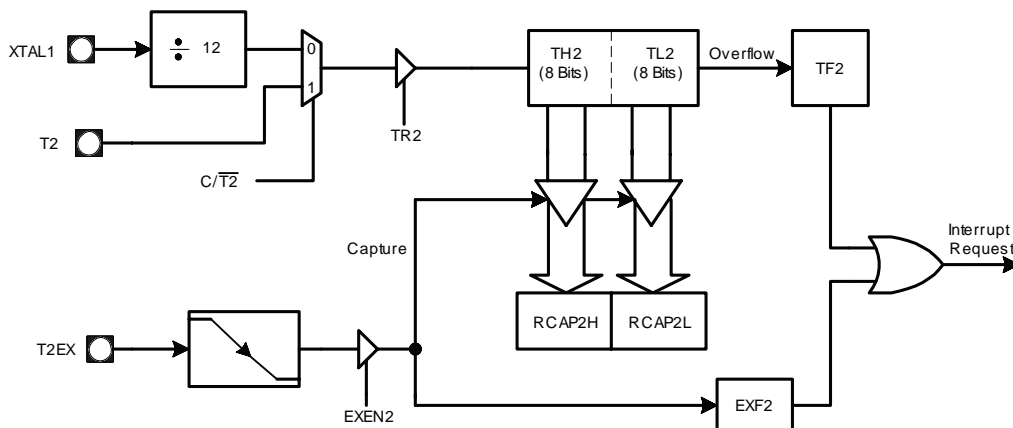 XTAL1
÷ 12
0
1
TH2
(8 Bits)
TL2
(8 Bits)
Overflow
TF2
T2
TR2
C/T2
Capture
Interrupt
Request
RCAP2H
RCAP2L
T2EX
EXEN2
EXF2